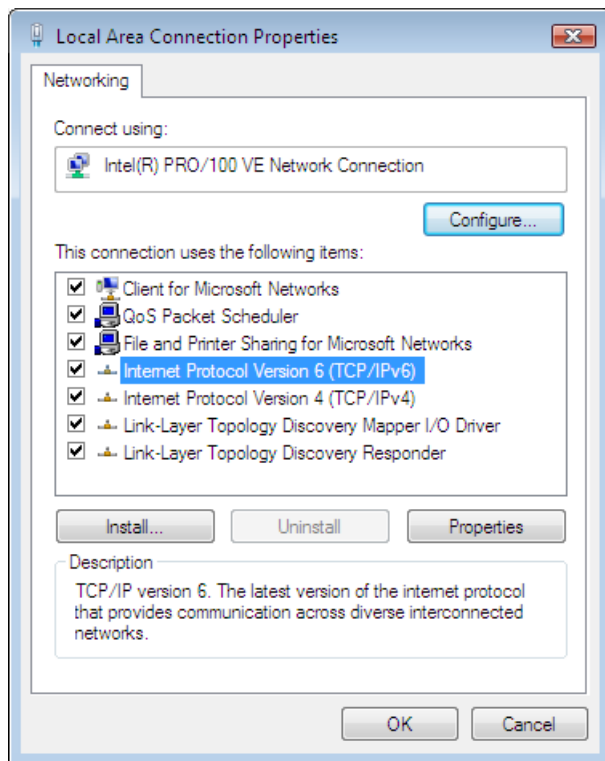 Local Area Connection Properties
Networking
Connect using:
Intel(R) PRO/100 VE Network Connection
Configure...
This connection uses the following items:
Client for Microsoft Networks
QoS Packet Scheduler
File and Printer Sharing for Microsoft Networks
Internet Protocol Version 6 (TCP/IPv6)
Internet Protocol Version 4 (TCP/IPv4)
Link-Layer Topology Discovery Mapper I/O Driver
Link-Layer Topology Discovery Responder
Install... Uninstall Properties
Description
TCP/IP version 6. The latest version of the internet protocol
that provides communication across diverse interconnected
networks.
OK Cancel